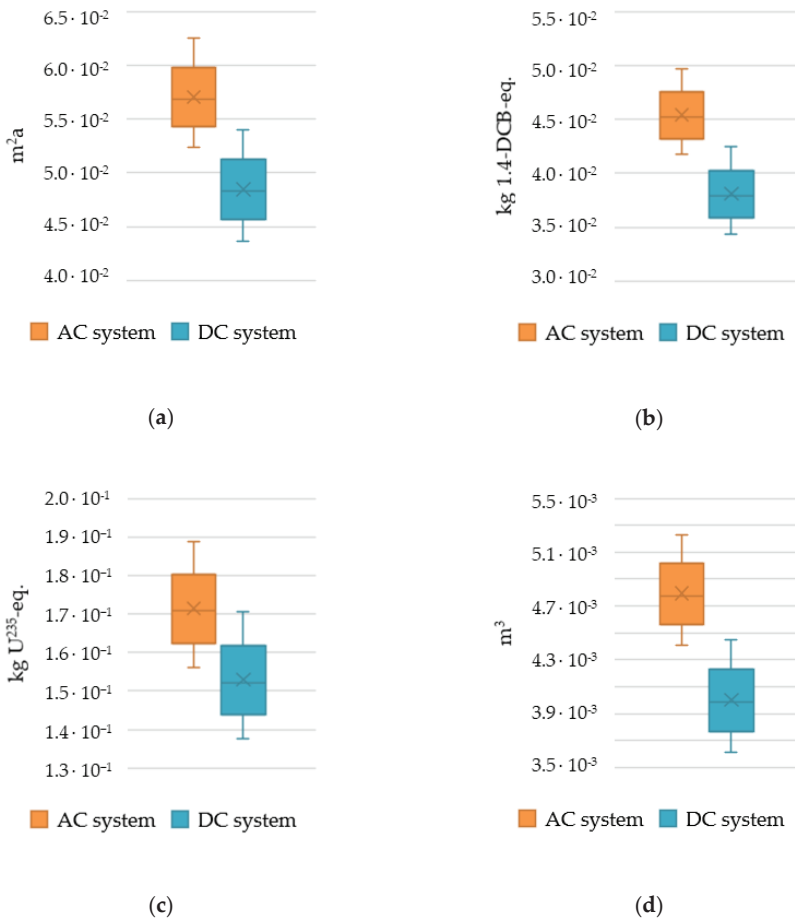 6.5· 10⁻²
6.0· 10⁻²
5.5· 10⁻²
5.0· 10⁻²
4.5· 10⁻²
4.0· 10⁻²
m²a
AC system DC system
(a)
5.5· 10⁻²
5.0· 10⁻²
4.5· 10⁻²
4.0· 10⁻²
3.5· 10⁻²
3.0· 10⁻²
kg 1.4-DCB-eq.
AC system DC system
(b)
2.0· 10⁻¹
1.9· 10⁻¹
1.8· 10⁻¹
1.7· 10⁻¹
1.6· 10⁻¹
1.5· 10⁻¹
1.4· 10⁻¹
1.3· 10⁻¹
kg U²³⁵-eq.
AC system DC system
(c)
5.5· 10⁻³
5.1· 10⁻³
4.7· 10⁻³
4.3· 10⁻³
3.9· 10⁻³
3.5· 10⁻³
m³
AC system DC system
(d)